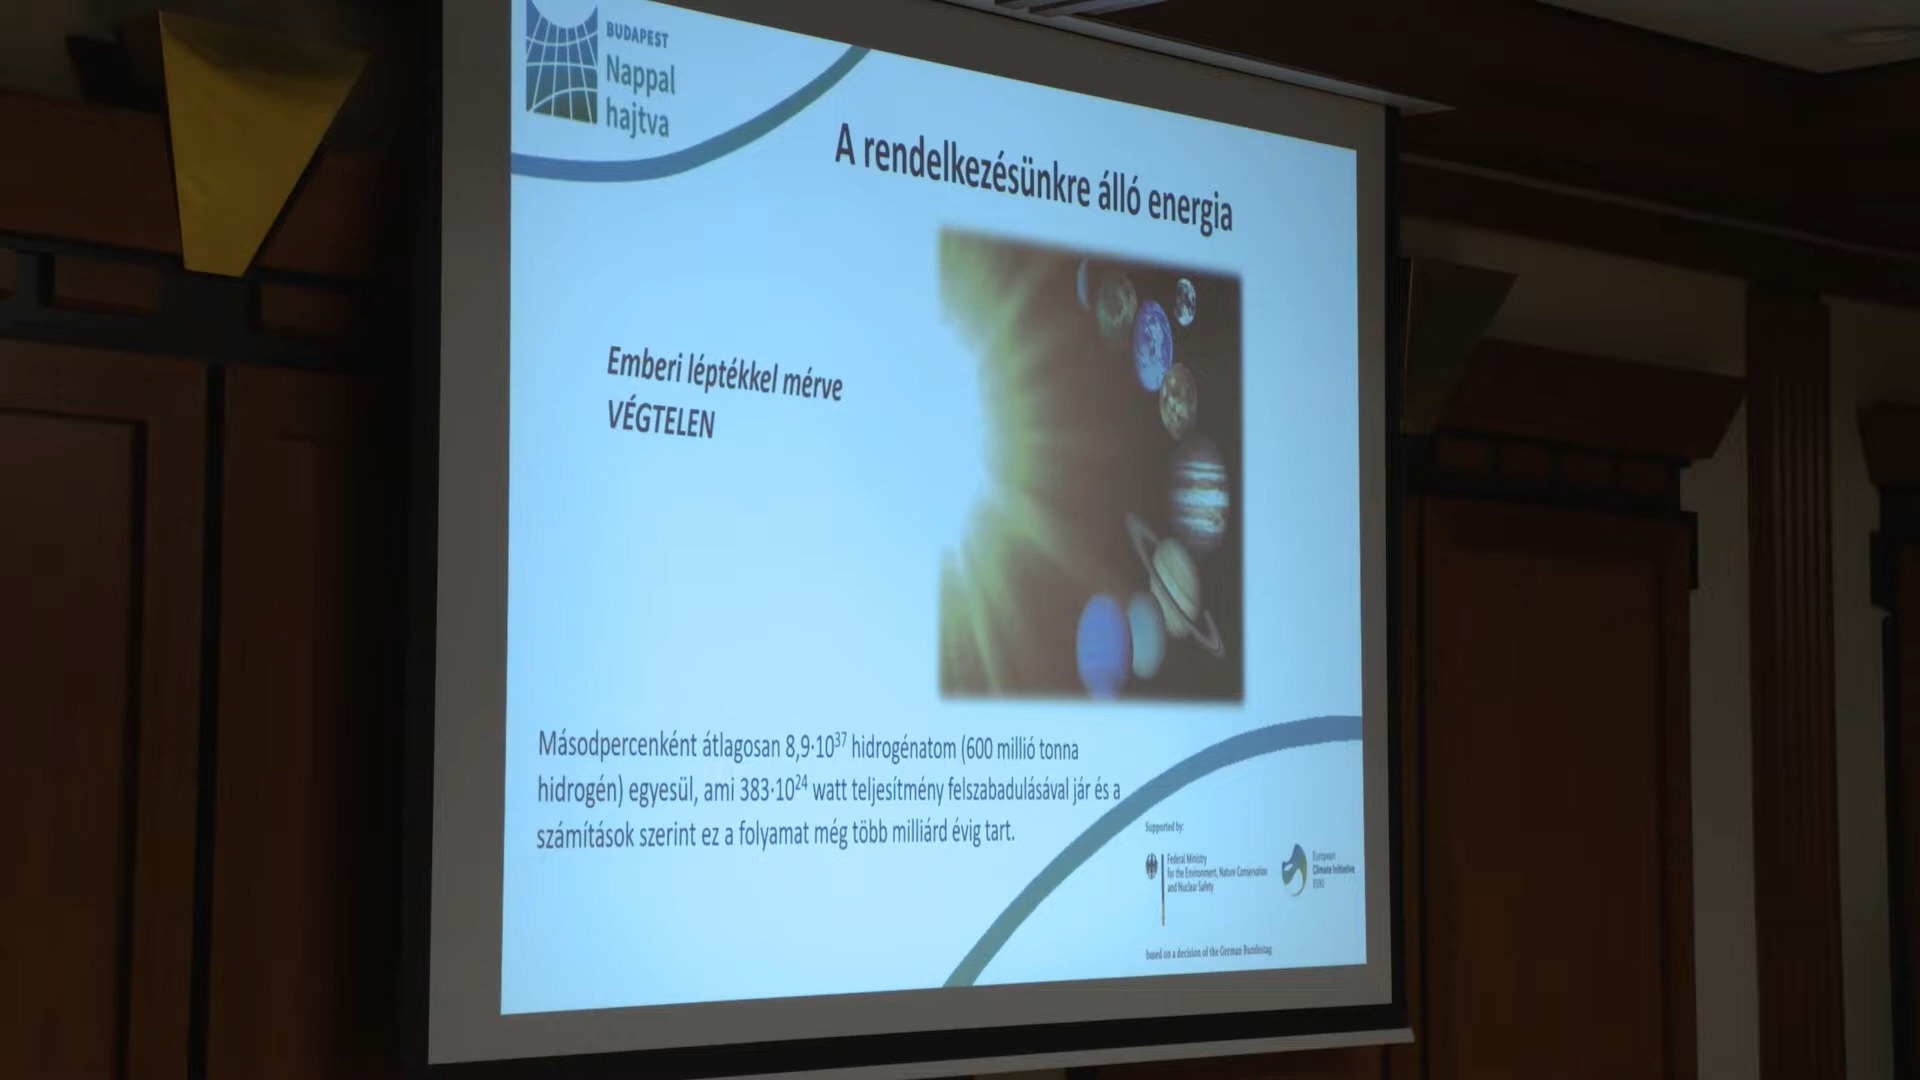 BUDAPEST
Nappal
hajtva
A rendelkezésünkre álló energia
Emberi léptékkel mérve
VÉGTELEN
Másodpercenként átlagosan 8,9·10³⁷ hidrogénatom (600 millió tonna
hidrogén) egyesül, ami 383·10²⁴ watt teljesítmény felszabadulásával jár és a
számítások szerint ez a folyamat még több milliárd évig tart.
Supported by:
Federal Ministry
for the Environment, Nature Conservation
and Nuclear Safety
European
Climate Initiative
EUKI
based on a decision of the German Bundestag